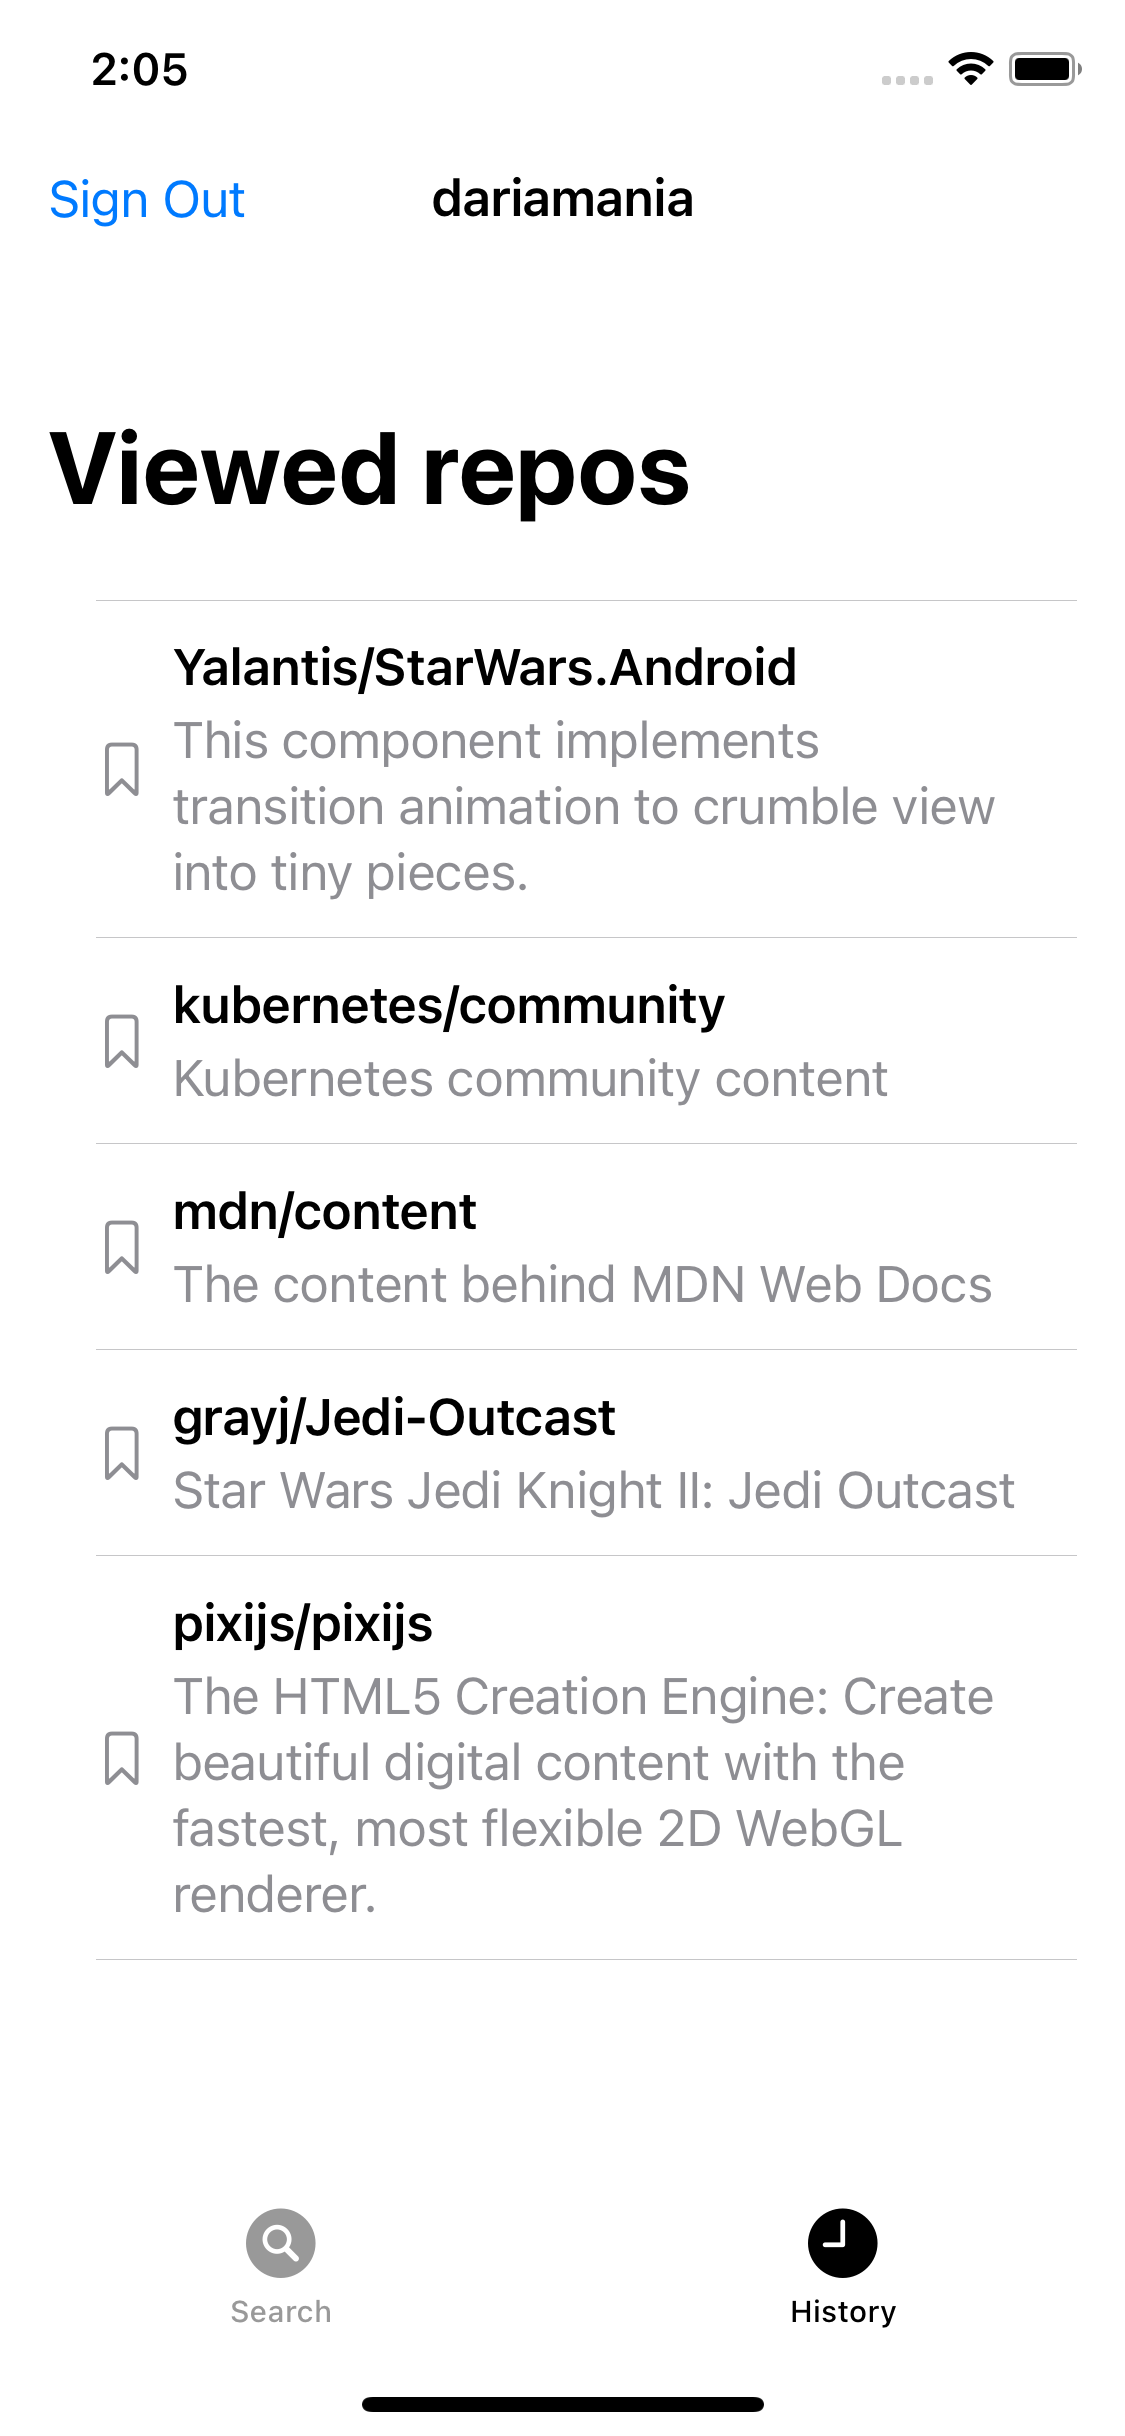 2:05
Sign Out
dariamania
Viewed repos
Yalantis/StarWars.Android
This component implements
transition animation to crumble view
into tiny pieces.
kubernetes/community
Kubernetes community content
mdn/content
The content behind MDN Web Docs
grayj/Jedi-Outcast
Star Wars Jedi Knight II: Jedi Outcast
pixijs/pixijs
The HTML5 Creation Engine: Create
beautiful digital content with the
fastest, most flexible 2D WebGL
renderer.
Search
History